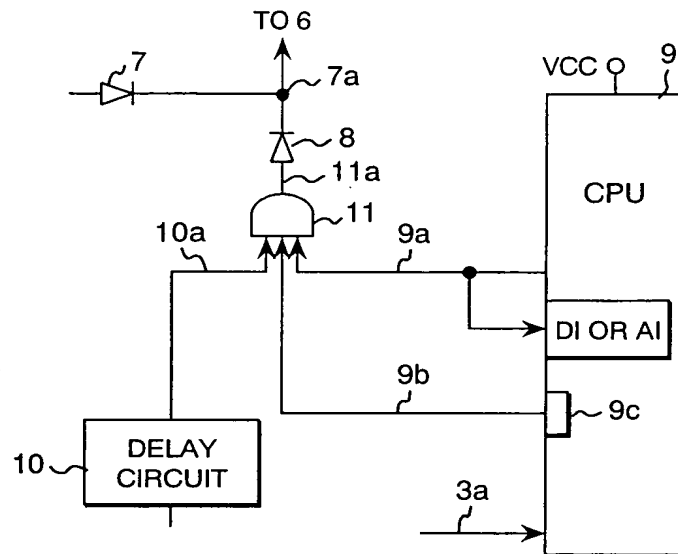 TO 6
7
7a
VCC
9
8
11a
CPU
11
10a
9a
DI OR AI
9b
9c
10
DELAY
CIRCUIT
3a